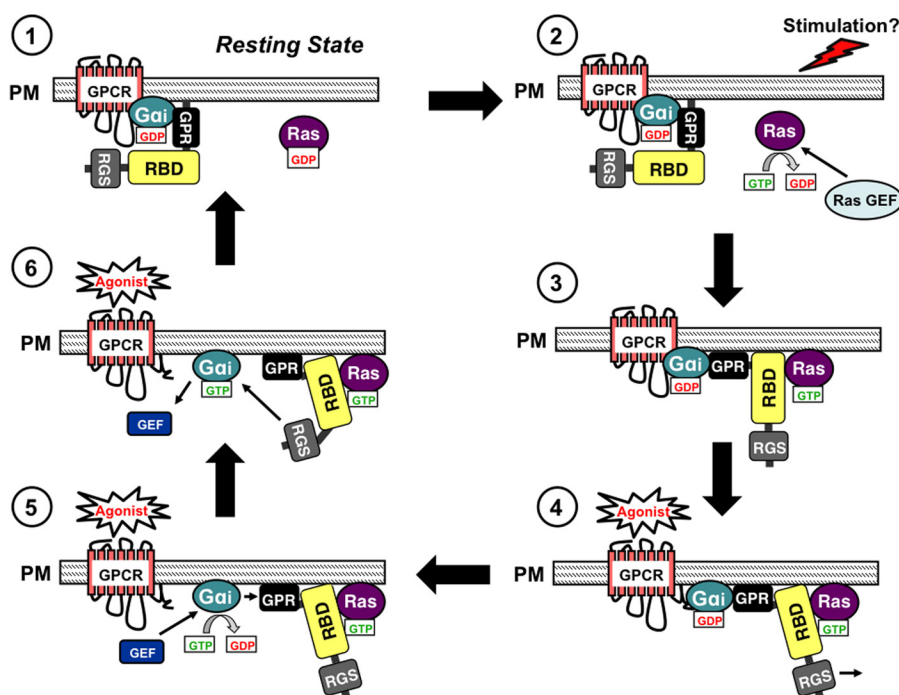 1
Resting State
PM
GPCR
Gαi
GDP
GPR
RGS
RBD
Ras
GDP
2
Stimulation?
PM
GPCR
Gαi
GDP
GPR
RGS
RBD
Ras
GTP
GDP
Ras GEF
3
PM
GPCR
Gαi
GDP
GPR
RBD
Ras
GTP
RGS
4
Agonist
PM
GPCR
Gαi
GDP
GPR
RBD
Ras
GTP
RGS
5
Agonist
PM
GPCR
Gαi
GPR
RBD
Ras
GTP
GEF
GTP
GDP
RGS
6
Agonist
PM
GPCR
Gαi
GTP
GPR
RBD
Ras
GTP
GEF
RGS